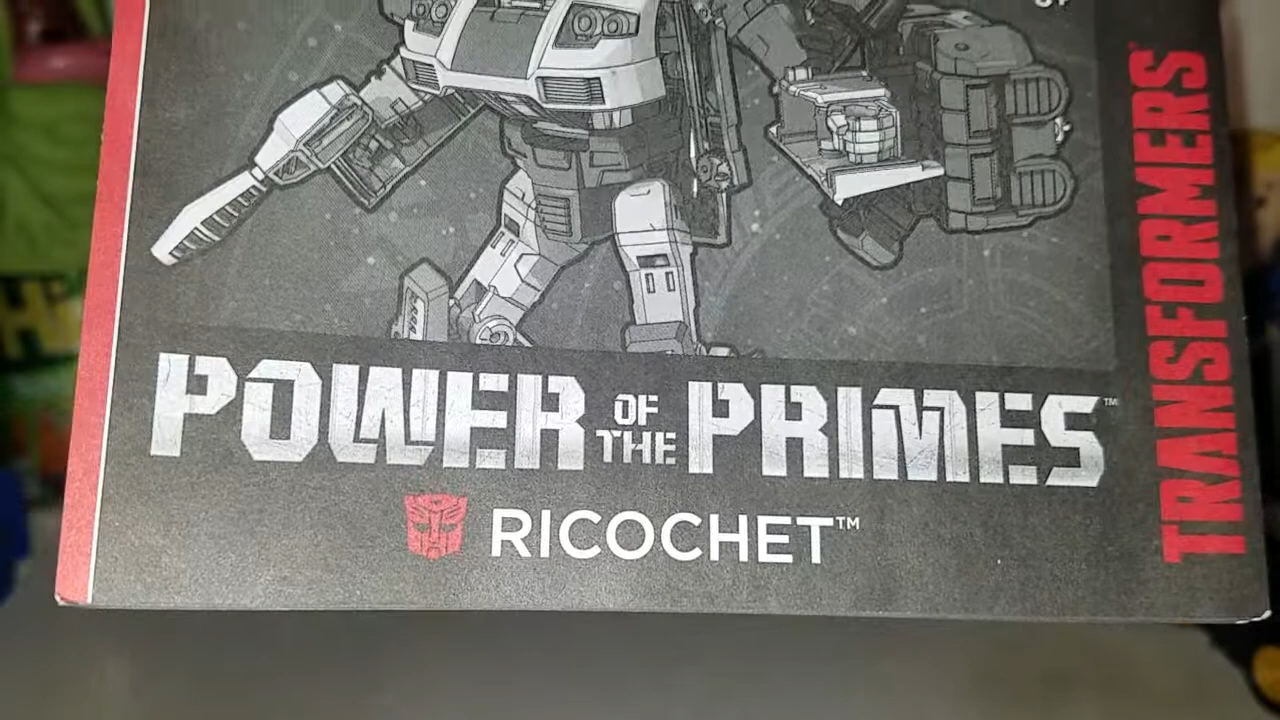 POWER OF THE PRIMES™
RICOCHET™
TRANSFORMERS